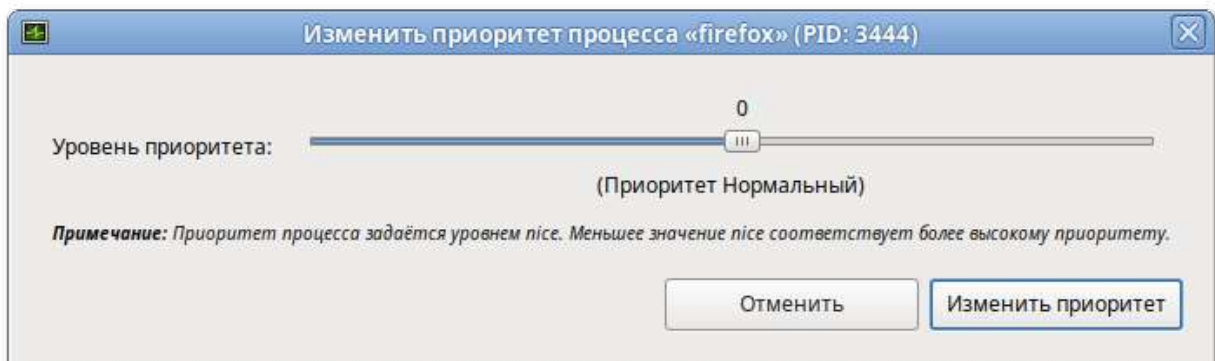 Изменить приоритет процесса «firefox» (PID: 3444)
0
Уровень приоритета:
(Приоритет Нормальный)
Примечание: Приоритет процесса задаётся уровнем nice. Меньшее значение nice соответствует более высокому приоритету.
Отменить
Изменить приоритет